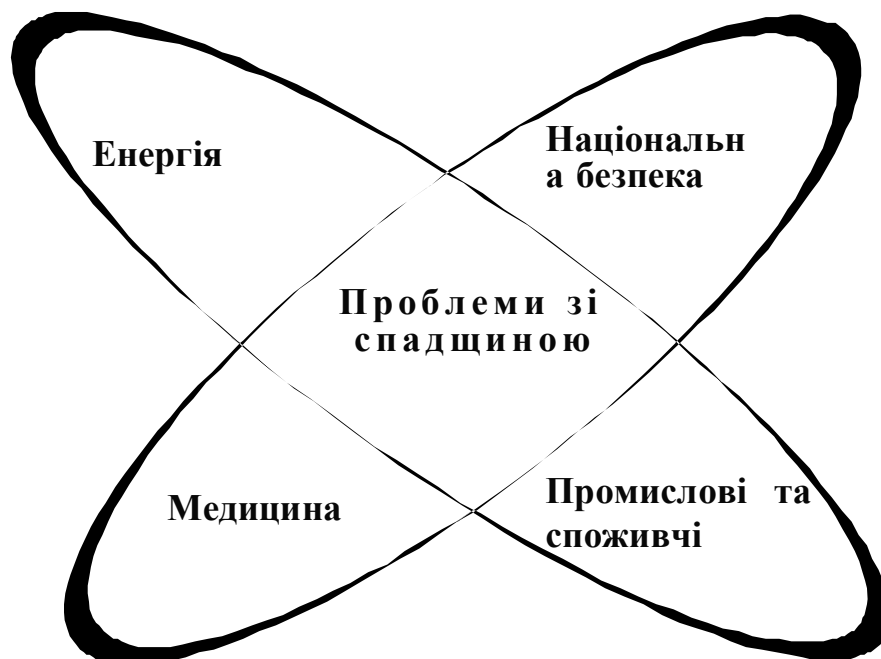 Енергія
Національн
а безпека
Проблеми зі
спадщиною
Медицина
Промислові та
споживчі